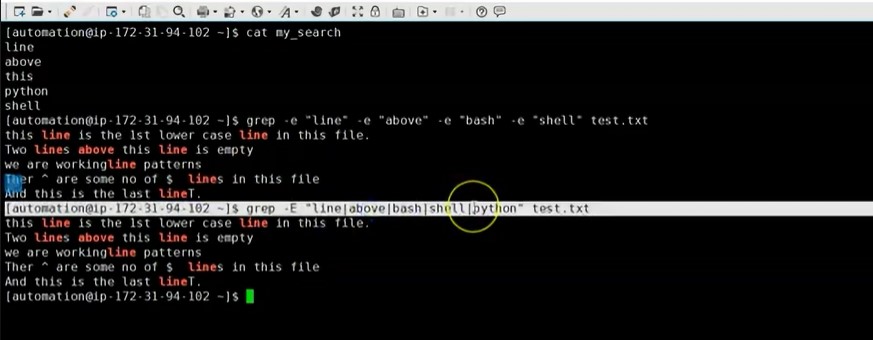 [automation@ip-172-31-94-102 ~]$ cat my_search
line
above
this
python
shell
[automation@ip-172-31-94-102 ~]$ grep -e "line" -e "above" -e "bash" -e "shell" test.txt
this line is the 1st lower case line in this file.
Two lines above this line is empty
we are workingline patterns
Ther ^ are some no of $  lines in this file
And this is the last lineT.
[automation@ip-172-31-94-102 ~]$ grep -E "line|above|bash|shell|python" test.txt
this line is the 1st lower case line in this file.
Two lines above this line is empty
we are workingline patterns
Ther ^ are some no of $  lines in this file
And this is the last lineT.
[automation@ip-172-31-94-102 ~]$